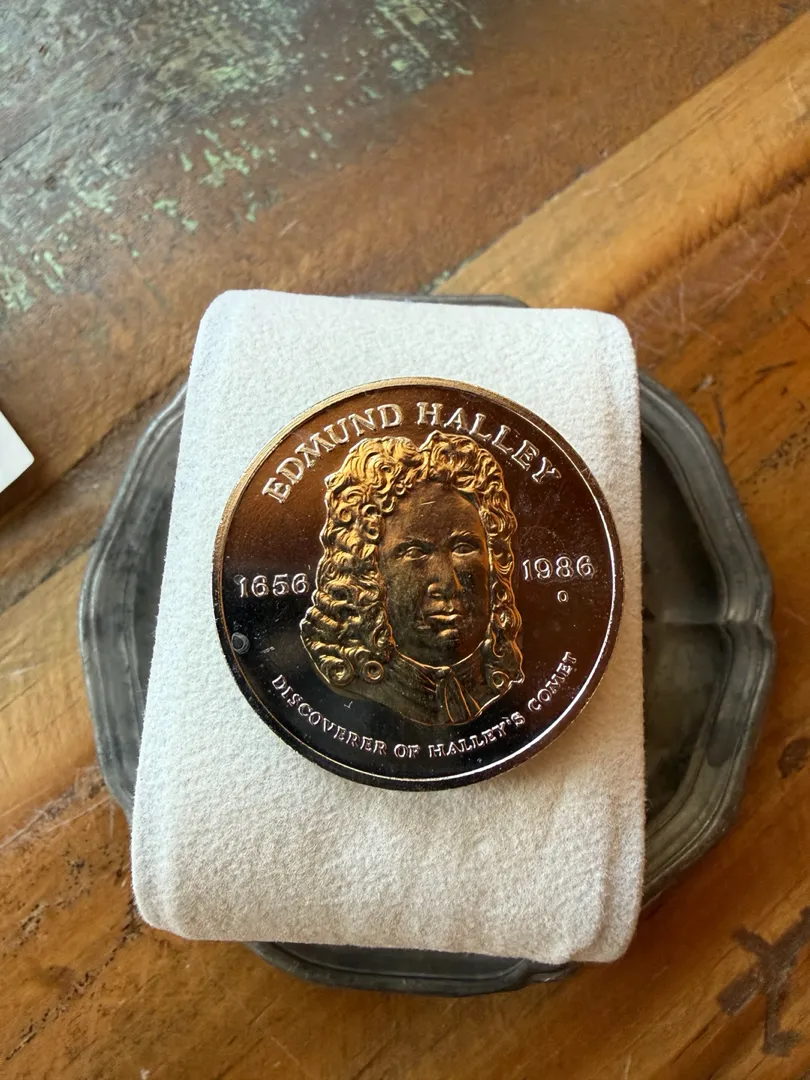 EDMUND HALLEY
1656 1986
O
DISCOVERER OF HALLEY'S COMET